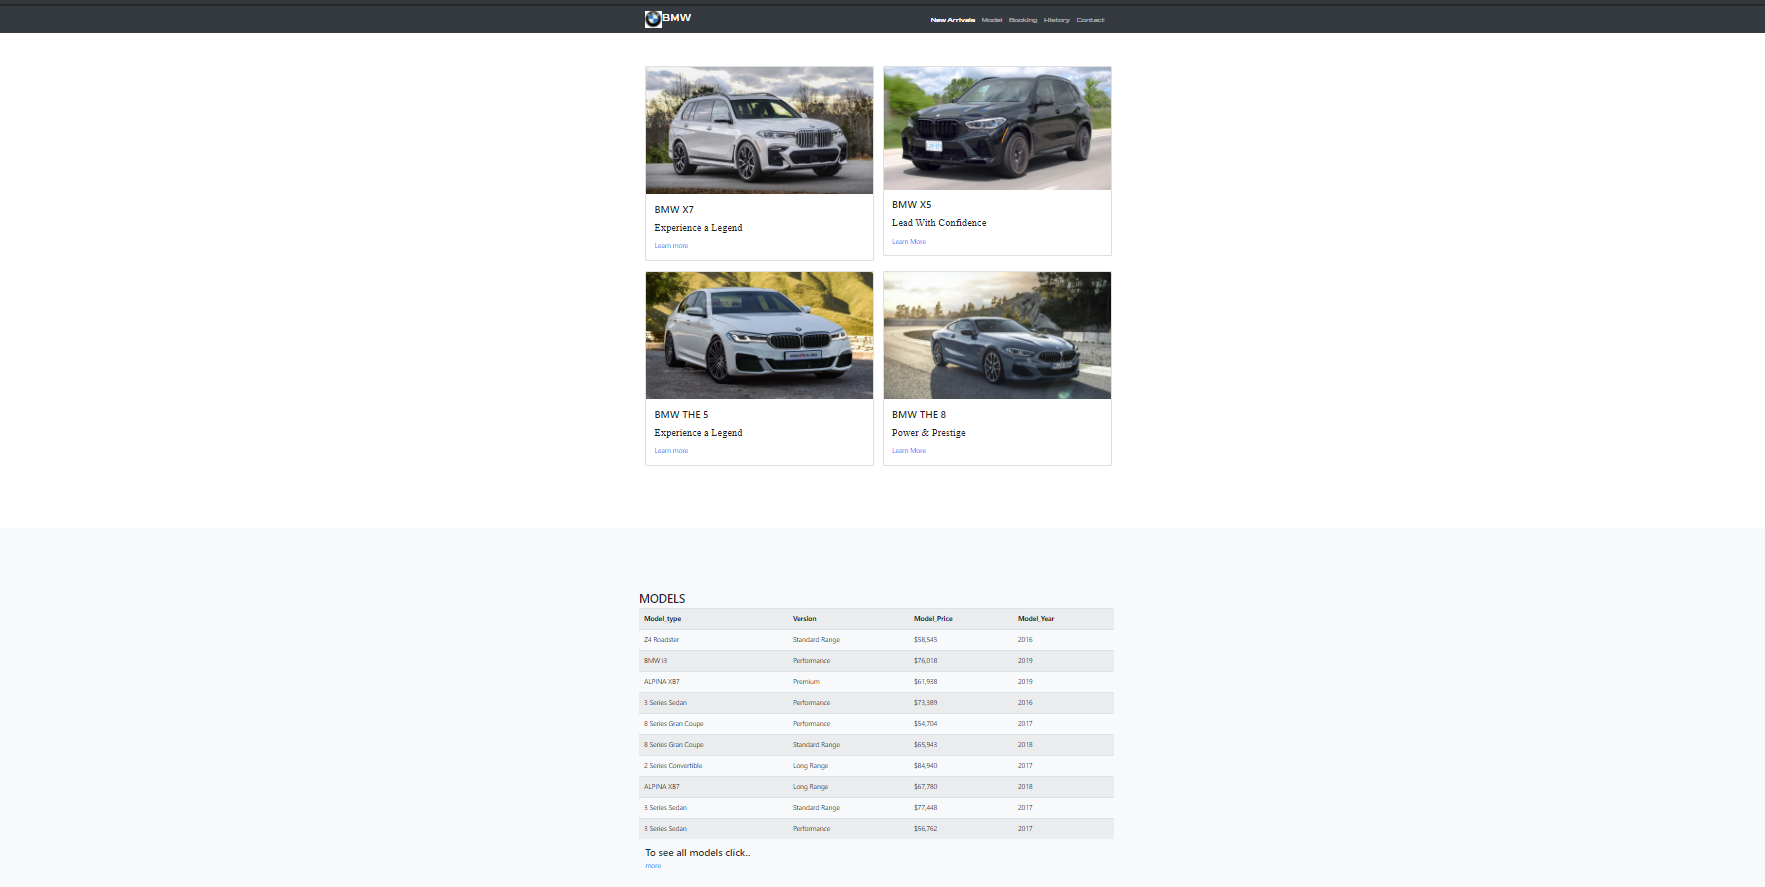 BMW
New Arrivals Model Booking History Contact
BMW X7
Experience a Legend
Learn more
BMW X5
Lead With Confidence
Learn More
BMW THE 5
Experience a Legend
Learn more
BMW THE 8
Power & Prestige
Learn More
MODELS
Model_type Version Model_Price Model_Year
Z4 Roadster Standard Range $58,545 2016
BMW i3 Performance $76,018 2019
ALPINA XB7 Premium $61,938 2019
3 Series Sedan Performance $73,389 2016
8 Series Gran Coupe Performance $54,704 2017
8 Series Gran Coupe Standard Range $65,943 2018
2 Series Convertible Long Range $84,940 2017
ALPINA XB7 Long Range $67,780 2018
3 Series Sedan Standard Range $77,448 2017
3 Series Sedan Performance $56,762 2017
To see all models click..
more